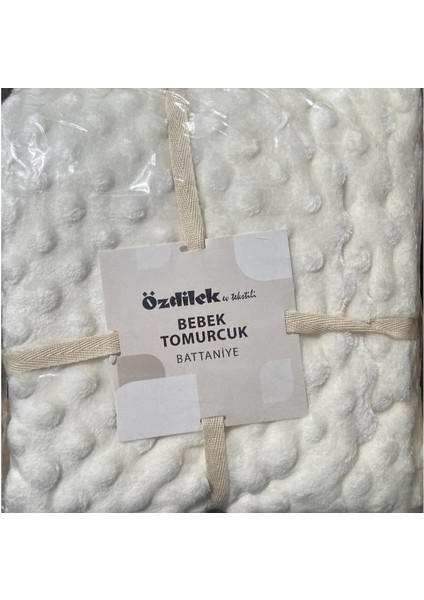 Özdilek ev tekstili
BEBEK
TOMURCUK
BATTANİYE